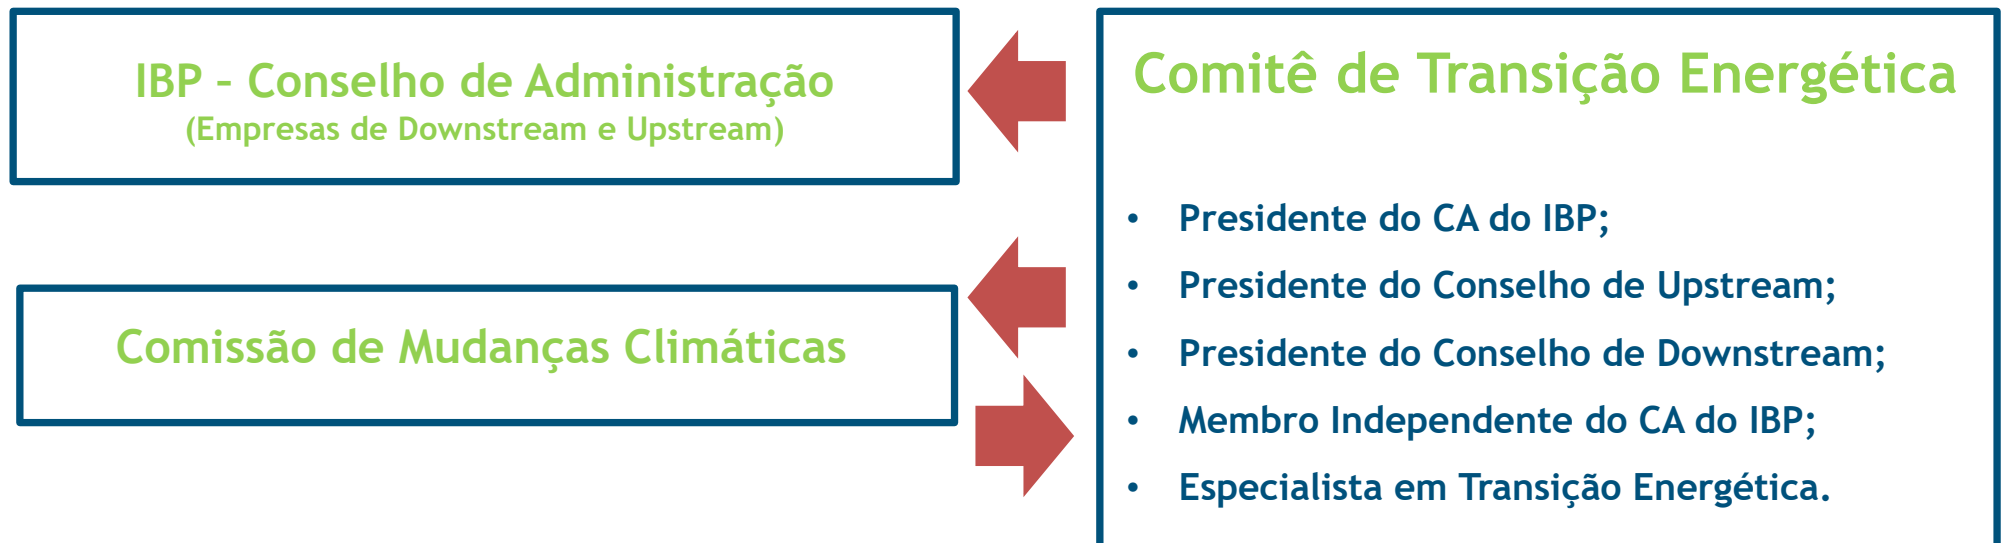 IBP – Conselho de Administração
(Empresas de Downstream e Upstream)
Comissão de Mudanças Climáticas
Comitê de Transição Energética
• Presidente do CA do IBP;
• Presidente do Conselho de Upstream;
• Presidente do Conselho de Downstream;
• Membro Independente do CA do IBP;
• Especialista em Transição Energética.